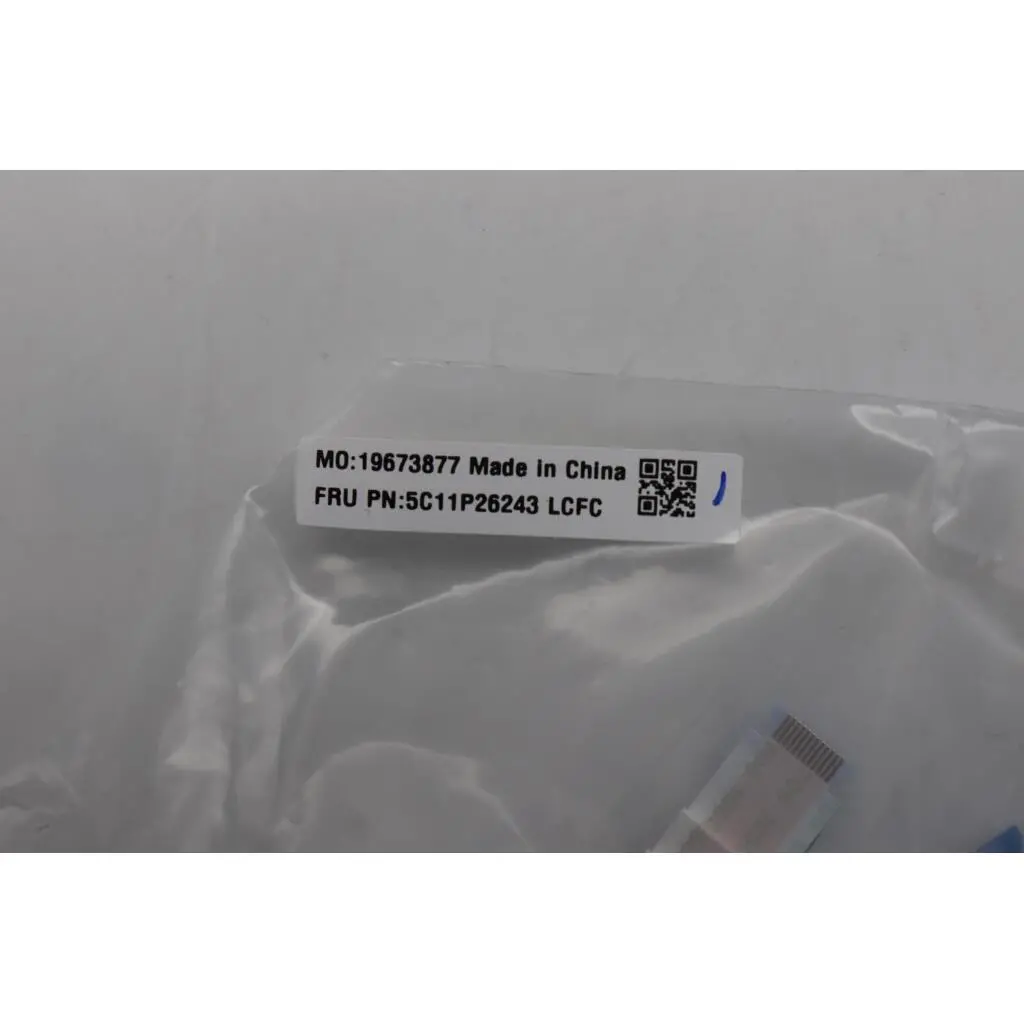 MO:19673877 Made in China
FRU PN:5C11P26243 LCFC